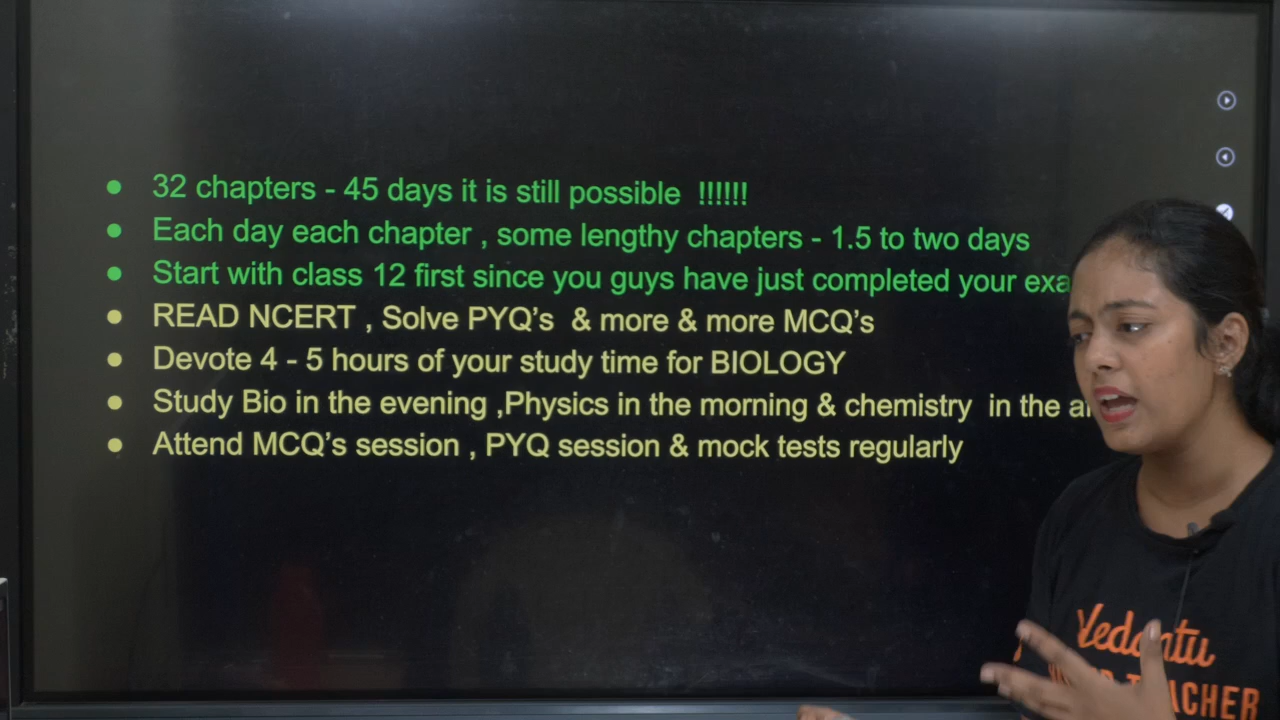 ● 32 chapters - 45 days it is still possible !!!!!!
● Each day each chapter , some lengthy chapters - 1.5 to two days
● Start with class 12 first since you guys have just completed your
● READ NCERT , Solve PYQ's & more & more MCQ's
● Devote 4 - 5 hours of your study time for BIOLOGY
● Study Bio in the evening ,Physics in the morning & chemistry in the
● Attend MCQ's session , PYQ session & mock tests regularly
Vedantu